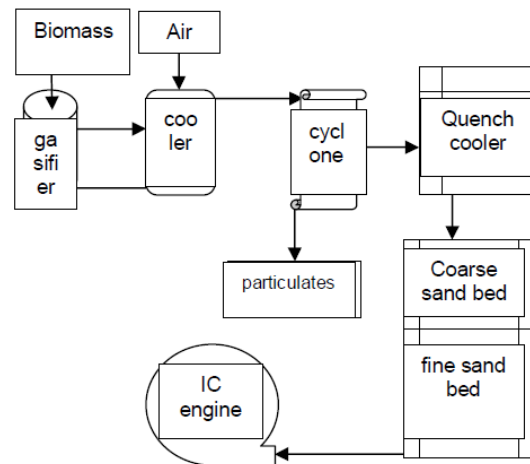 Biomass
Air
ga
sifi
er
coo
ler
cycl
one
Quench
cooler
particulates
Coarse
sand bed
fine sand
bed
IC
engine